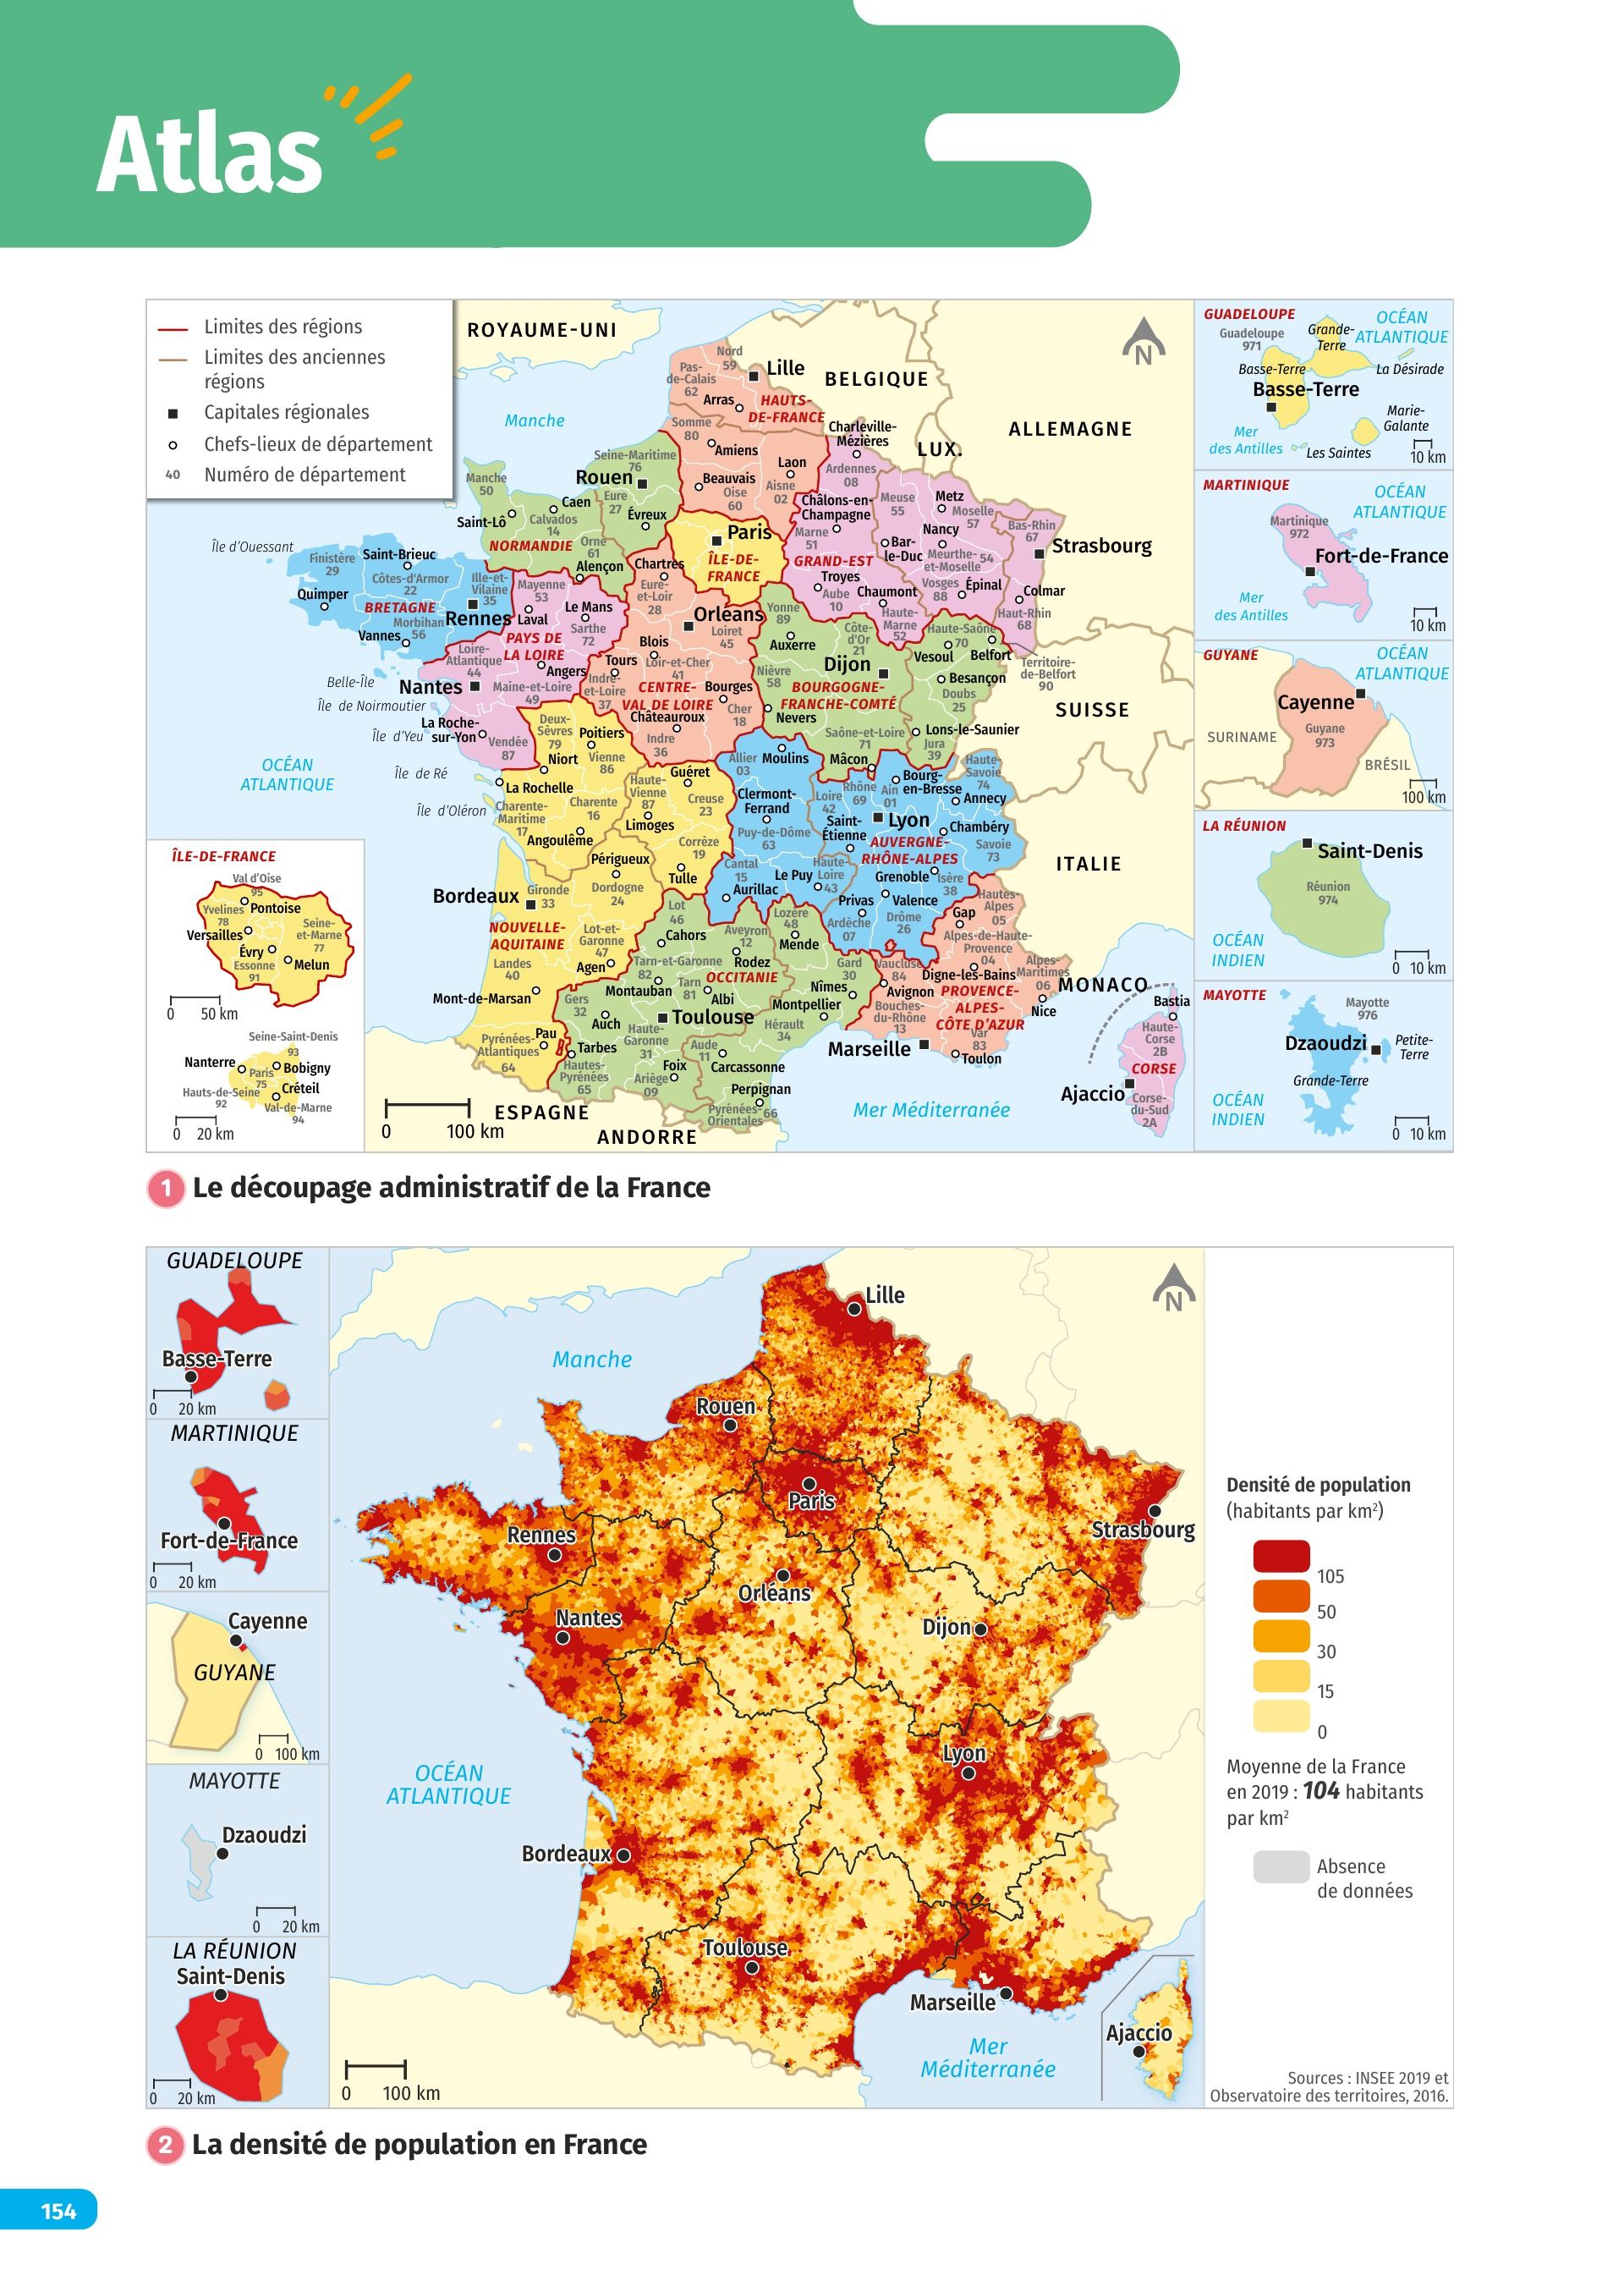 Atlas
Limites des régions
Limites des anciennes
régions
Capitales régionales
Chefs-lieux de département
40 Numéro de département
ROYAUME-UNI
BELGIQUE
LUX.
ALLEMAGNE
SUISSE
ITALIE
MONACO
ESPAGNE
ANDORRE
Manche
OCÉAN
ATLANTIQUE
Mer Méditerranée
N
Île d'Ouessant
Belle-Île
Île de Noirmoutier
Île d'Yeu
Île de Ré
Île d'Oléron
Nord
59
Lille
Pas-
de-Calais
62
Arras
HAUTS-
DE-FRANCE
Somme
80
Amiens
Laon
Beauvais
Oise
60
Aisne
02
Seine-Maritime
76
Rouen
Eure
27
Évreux
Manche
50
Caen
Saint-Lô
Calvados
14
NORMANDIE
Orne
61
Alençon
Charleville-
Mézières
Ardennes
08
Châlons-en-
Champagne
Marne
51
Meuse
55
Metz
Moselle
57
Nancy
Bar-
le-Duc
Meurthe-
et-Moselle
54
Bas-Rhin
67
Strasbourg
GRAND-EST
Troyes
Aube
10
Chaumont
Vosges
88
Épinal
Colmar
Haut-Rhin
68
Haute-
Marne
52
Paris
ÎLE-DE-
FRANCE
Finistère
29
Saint-Brieuc
Côtes-d'Armor
22
Quimper
BRETAGNE
Ille-et-
Vilaine
35
Rennes
Morbihan
56
Vannes
Mayenne
53
Laval
Le Mans
Sarthe
72
PAYS DE
LA LOIRE
Loire-
Atlantique
44
Angers
Nantes
Maine-et-Loire
49
La Roche-
sur-Yon
Vendée
87
Chartres
Eure-
et-Loir
28
Orléans
Loiret
45
Blois
Loir-et-Cher
41
Tours
Indre-
et-Loire
37
CENTRE-
VAL DE LOIRE
Bourges
Cher
18
Châteauroux
Indre
36
Yonne
89
Auxerre
Côte-
d'Or
21
Dijon
Haute-Saône
70
Vesoul
Belfort
Territoire-
de-Belfort
90
Besançon
Doubs
25
Nièvre
58
Nevers
BOURGOGNE-
FRANCHE-COMTÉ
Saône-et-Loire
71
Lons-le-Saunier
Jura
39
Mâcon
Deux-
Sèvres
79
Poitiers
Vienne
86
Niort
La Rochelle
Charente-
Maritime
17
Charente
16
Angoulême
Haute-
Vienne
87
Limoges
Guéret
Creuse
23
Corrèze
19
Tulle
Périgueux
Dordogne
24
Bordeaux
Gironde
33
NOUVELLE-
AQUITAINE
Lot-et-
Garonne
47
Agen
Landes
40
Mont-de-Marsan
Pau
Pyrénées-
Atlantiques
64
Allier
03
Moulins
Clermont-
Ferrand
Puy-de-Dôme
63
Loire
42
Rhône
69
Ain
01
Bourg-
en-Bresse
Haute-
Savoie
74
Annecy
Lyon
Saint-
Étienne
Chambéry
Savoie
73
AUVERGNE-
RHÔNE-ALPES
Cantal
15
Aurillac
Le Puy
Haute-
Loire
43
Grenoble
Isère
38
Privas
Ardèche
07
Valence
Drôme
26
Lot
46
Cahors
Aveyron
12
Rodez
Lozère
48
Mende
Tarn-et-Garonne
82
Montauban
Tarn
81
Albi
OCCITANIE
Gard
30
Nîmes
Montpellier
Hérault
34
Gers
32
Auch
Toulouse
Haute-
Garonne
31
Tarbes
Hautes-
Pyrénées
65
Foix
Ariège
09
Aude
11
Carcassonne
Perpignan
Pyrénées-
Orientales
66
Hautes-
Alpes
05
Gap
Alpes-de-Haute-
Provence
04
Digne-les-Bains
Vaucluse
84
Avignon
Alpes-
Maritimes
06
Nice
PROVENCE-
ALPES-
CÔTE D'AZUR
Bouches-
du-Rhône
13
Var
83
Toulon
Marseille
Bastia
Haute-
Corse
2B
CORSE
Ajaccio
Corse-
du-Sud
2A
0 100 km
ÎLE-DE-FRANCE
Val d'Oise
95
Pontoise
Yvelines
78
Versailles
Seine-
et-Marne
77
Évry
Essonne
91
Melun
0 50 km
Seine-Saint-Denis
93
Nanterre
Bobigny
Paris
75
Créteil
Hauts-de-Seine
92
Val-de-Marne
94
0 20 km
GUADELOUPE
Guadeloupe
971
Grande-
Terre
OCÉAN
ATLANTIQUE
Basse-Terre
La Désirade
Basse-Terre
Marie-
Galante
Mer
des Antilles
Les Saintes
10 km
MARTINIQUE
OCÉAN
ATLANTIQUE
Martinique
972
Fort-de-France
Mer
des Antilles
10 km
GUYANE
OCÉAN
ATLANTIQUE
Cayenne
Guyane
973
SURINAME
BRÉSIL
100 km
LA RÉUNION
Saint-Denis
Réunion
974
OCÉAN
INDIEN
0 10 km
MAYOTTE
Mayotte
976
Dzaoudzi
Petite-
Terre
Grande-Terre
OCÉAN
INDIEN
0 10 km
1 Le découpage administratif de la France
GUADELOUPE
Basse-Terre
0 20 km
MARTINIQUE
Fort-de-France
0 20 km
Cayenne
GUYANE
0 100 km
MAYOTTE
Dzaoudzi
0 20 km
LA RÉUNION
Saint-Denis
0 20 km
N
Lille
Manche
Rouen
Paris
Rennes
Strasbourg
Orléans
Nantes
Dijon
Lyon
OCÉAN
ATLANTIQUE
Bordeaux
Toulouse
Marseille
Ajaccio
Mer
Méditerranée
0 100 km
Densité de population
(habitants par km²)
105
50
30
15
0
Moyenne de la France
en 2019 : 104 habitants
par km²
Absence
de données
Sources : INSEE 2019 et
Observatoire des territoires, 2016.
2 La densité de population en France
154